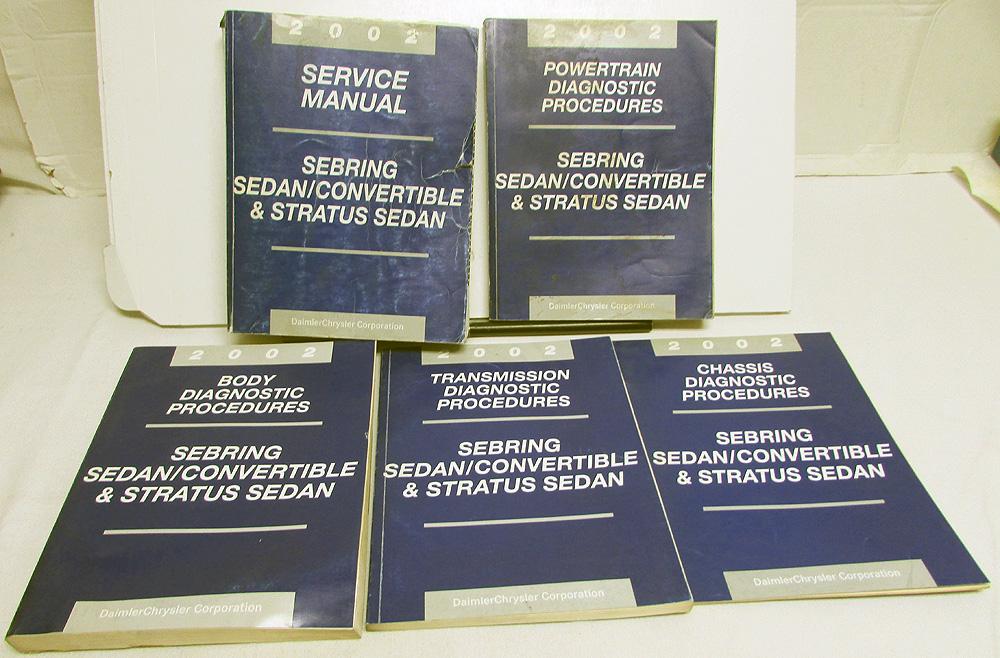 2002
SERVICE
MANUAL
SEBRING
SEDAN/CONVERTIBLE
& STRATUS SEDAN
DaimlerChrysler Corporation
2002
POWERTRAIN
DIAGNOSTIC
PROCEDURES
SEBRING
SEDAN/CONVERTIBLE
& STRATUS SEDAN
DaimlerChrysler Corporation
2002
BODY
DIAGNOSTIC
PROCEDURES
SEBRING
SEDAN/CONVERTIBLE
& STRATUS SEDAN
DaimlerChrysler Corporation
2002
TRANSMISSION
DIAGNOSTIC
PROCEDURES
SEBRING
SEDAN/CONVERTIBLE
& STRATUS SEDAN
DaimlerChrysler Corporation
2002
CHASSIS
DIAGNOSTIC
PROCEDURES
SEBRING
SEDAN/CONVERTIBLE
& STRATUS SEDAN
DaimlerChrysler Corporation